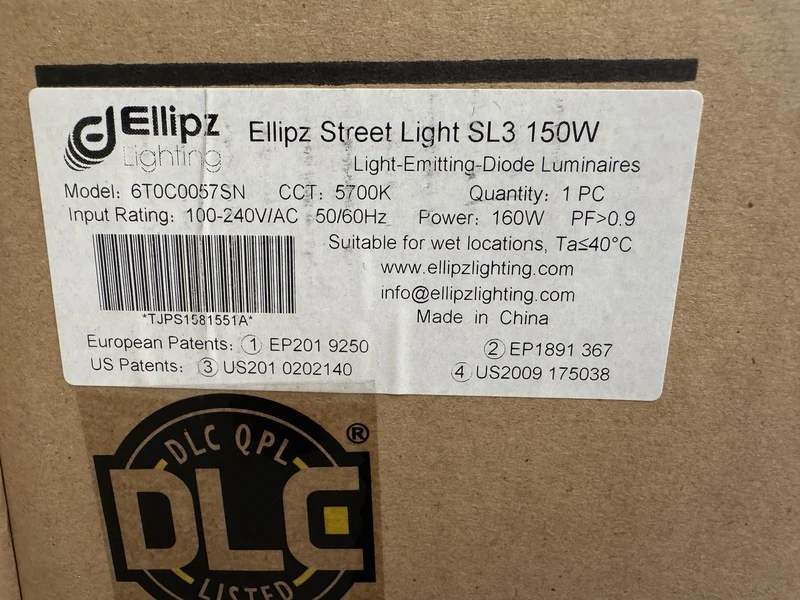 Ellipz
Lighting
Ellipz Street Light SL3 150W
Light-Emitting-Diode Luminaires
Model: 6T0C0057SN CCT: 5700K Quantity: 1 PC
Input Rating: 100-240V/AC 50/60Hz Power: 160W PF>0.9
Suitable for wet locations, Ta≤40°C
www.ellipzlighting.com
info@ellipzlighting.com
*TJPS1581551A*
Made in China
European Patents: ① EP201 9250 ② EP1891 367
US Patents: ③ US201 0202140 ④ US2009 175038
DLC QPL ®
DLC
LISTED